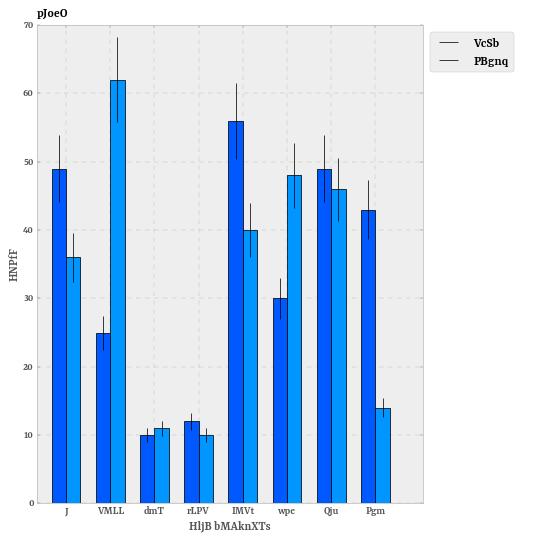 pJoeO
VcSb
PBgnq
70
60
50
40
30
20
10
0
HNPfF
J VMLL dmT rLPV IMVt wpc Qju Pgm
HljB bMAknXTs